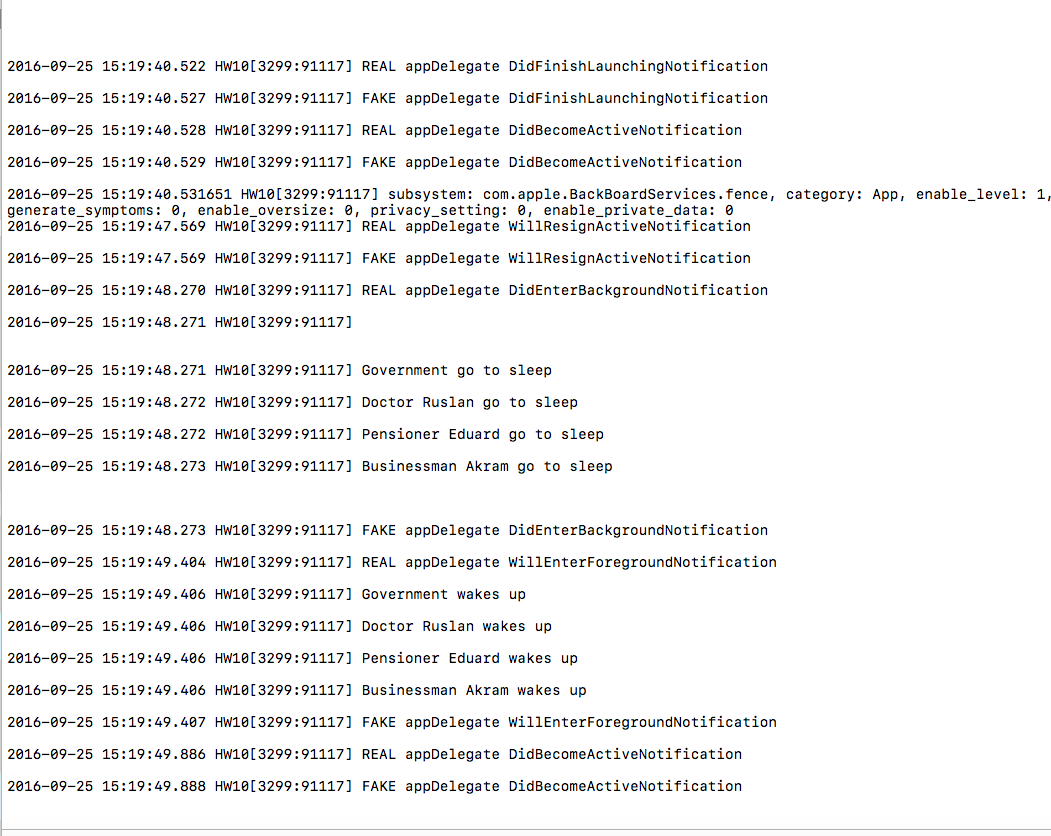 2016-09-25 15:19:40.522 HW10[3299:91117] REAL appDelegate DidFinishLaunchingNotification
2016-09-25 15:19:40.527 HW10[3299:91117] FAKE appDelegate DidFinishLaunchingNotification
2016-09-25 15:19:40.528 HW10[3299:91117] REAL appDelegate DidBecomeActiveNotification
2016-09-25 15:19:40.529 HW10[3299:91117] FAKE appDelegate DidBecomeActiveNotification
2016-09-25 15:19:40.531651 HW10[3299:91117] subsystem: com.apple.BackBoardServices.fence, category: App, enable_level: 1,
generate_symptoms: 0, enable_oversize: 0, privacy_setting: 0, enable_private_data: 0
2016-09-25 15:19:47.569 HW10[3299:91117] REAL appDelegate WillResignActiveNotification
2016-09-25 15:19:47.569 HW10[3299:91117] FAKE appDelegate WillResignActiveNotification
2016-09-25 15:19:48.270 HW10[3299:91117] REAL appDelegate DidEnterBackgroundNotification
2016-09-25 15:19:48.271 HW10[3299:91117]
2016-09-25 15:19:48.271 HW10[3299:91117] Government go to sleep
2016-09-25 15:19:48.272 HW10[3299:91117] Doctor Ruslan go to sleep
2016-09-25 15:19:48.272 HW10[3299:91117] Pensioner Eduard go to sleep
2016-09-25 15:19:48.273 HW10[3299:91117] Businessman Akram go to sleep
2016-09-25 15:19:48.273 HW10[3299:91117] FAKE appDelegate DidEnterBackgroundNotification
2016-09-25 15:19:49.404 HW10[3299:91117] REAL appDelegate WillEnterForegroundNotification
2016-09-25 15:19:49.406 HW10[3299:91117] Government wakes up
2016-09-25 15:19:49.406 HW10[3299:91117] Doctor Ruslan wakes up
2016-09-25 15:19:49.406 HW10[3299:91117] Pensioner Eduard wakes up
2016-09-25 15:19:49.406 HW10[3299:91117] Businessman Akram wakes up
2016-09-25 15:19:49.407 HW10[3299:91117] FAKE appDelegate WillEnterForegroundNotification
2016-09-25 15:19:49.886 HW10[3299:91117] REAL appDelegate DidBecomeActiveNotification
2016-09-25 15:19:49.888 HW10[3299:91117] FAKE appDelegate DidBecomeActiveNotification